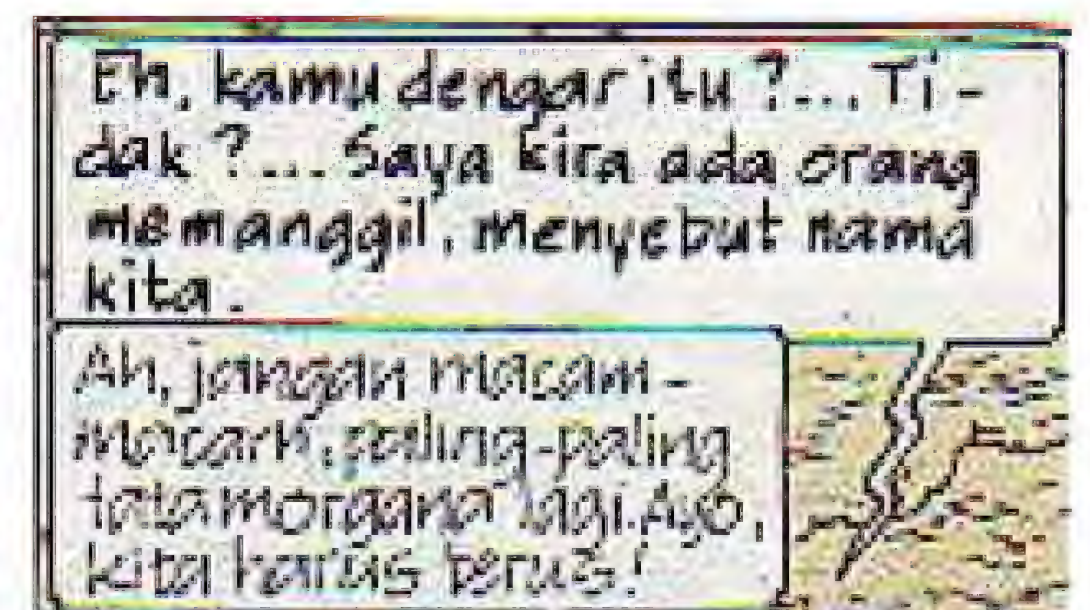 Eh, kamu dengar itu ?... Ti-
dak ?... Saya kira ada orang
memanggil, menyebut nama
kita.
Ah, jangan macam-
macam, paling-paling
fatamorgana lagi. Ayo,
kita harus terus!